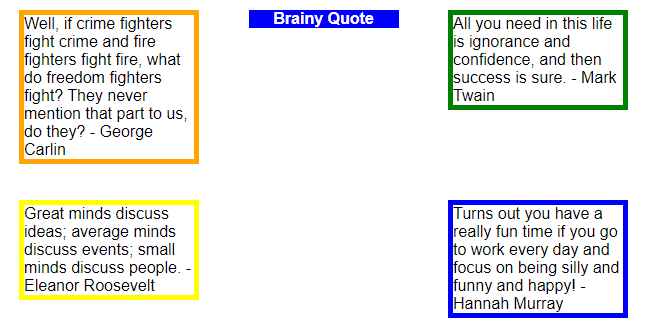 Well, if crime fighters
fight crime and fire
fighters fight fire, what
do freedom fighters
fight? They never
mention that part to us,
do they? - George
Carlin
Brainy Quote
All you need in this life
is ignorance and
confidence, and then
success is sure. - Mark
Twain
Great minds discuss
ideas; average minds
discuss events; small
minds discuss people. -
Eleanor Roosevelt
Turns out you have a
really fun time if you go
to work every day and
focus on being silly and
funny and happy! -
Hannah Murray